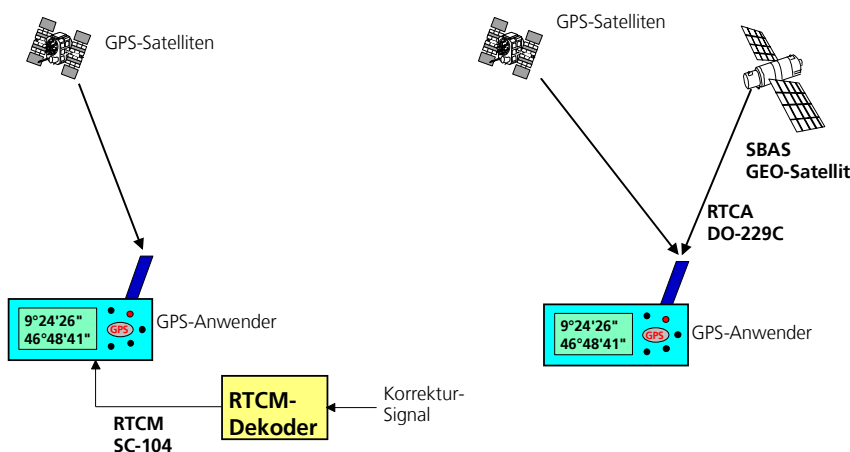 GPS-Satelliten
9°24'26"
46°48'41"
GPS
GPS-Anwender
RTCM
SC-104
RTCM-
Dekoder
Korrektur-
Signal
GPS-Satelliten
SBAS
GEO-Satellit
RTCA
DO-229C
9°24'26"
46°48'41"
GPS
GPS-Anwender